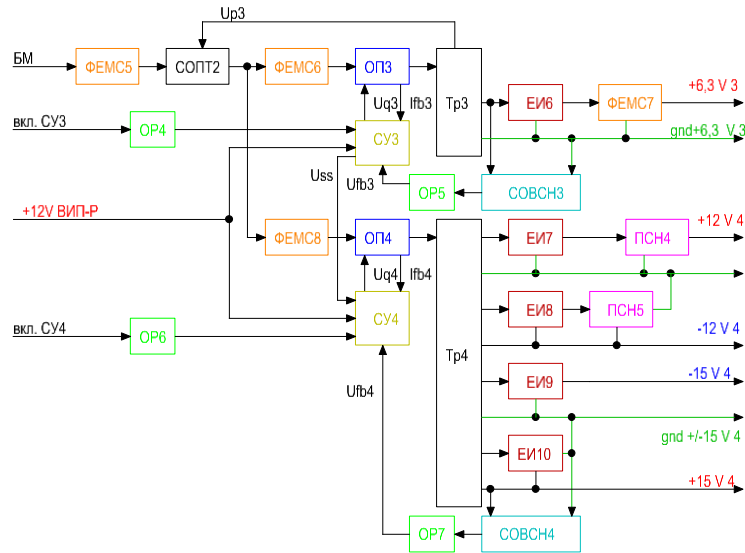 Up3
БМ
ФЕМС5
СОПТ2
ФЕМС6
ОП3
Тр3
ЕИ6
ФЕМС7
+6,3 V 3
Uq3
Ifb3
вкл. СУ3
ОР4
СУ3
gnd+6,3 V 3
Uss
Ufb3
ОР5
СОВСН3
+12V ВИП-Р
ФЕМС8
ОП4
ЕИ7
ПСН4
+12 V 4
Uq4
Ifb4
ЕИ8
ПСН5
вкл. СУ4
ОР6
СУ4
-12 V 4
Тр4
ЕИ9
-15 V 4
Ufb4
gnd +/-15 V 4
ЕИ10
+15 V 4
ОР7
СОВСН4